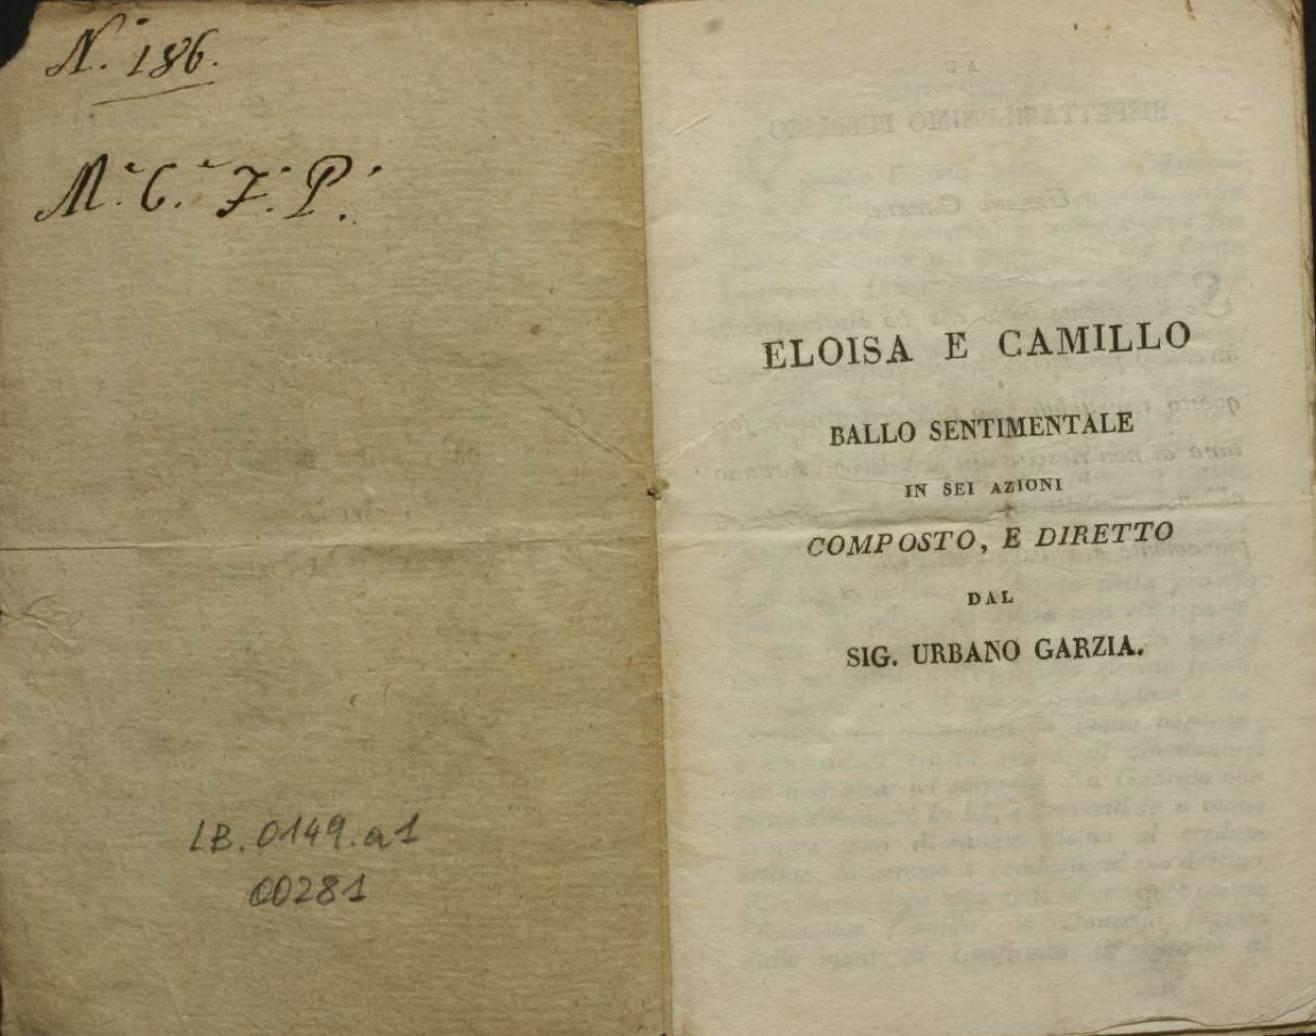 N. 186.
M. C. F. P.
LB. 0149. a1
00281
ELOISA E CAMILLO
BALLO SENTIMENTALE
IN SEI AZIONI
COMPOSTO, E DIRETTO
DAL
SIG. URBANO GARZIA.